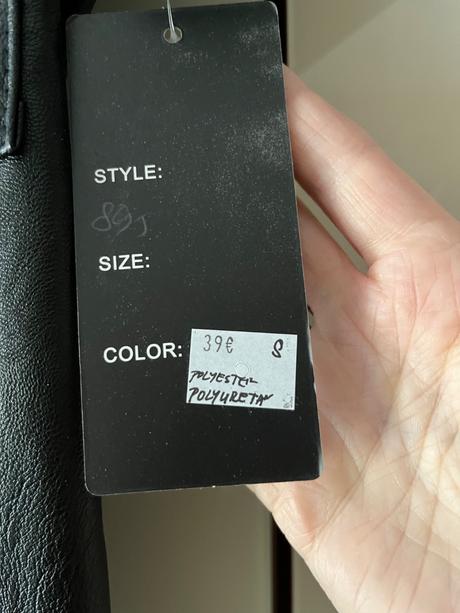 STYLE:
89J
SIZE:
COLOR:
39€ S
POLYESTER
POLYURETAN